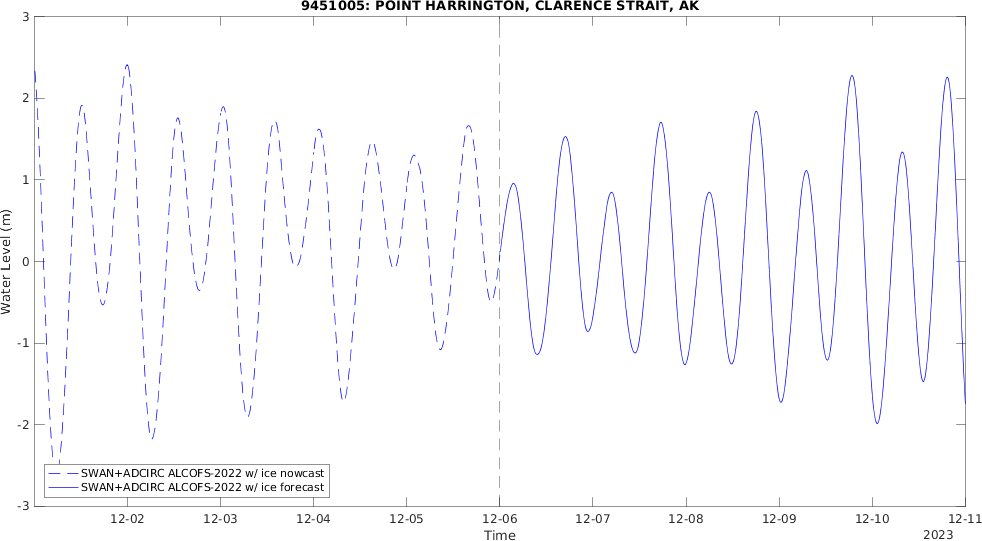 9451005: POINT HARRINGTON, CLARENCE STRAIT, AK
3
2
1
0
-1
-2
-3
Water Level (m)
SWAN+ADCIRC ALCOFS-2022 w/ ice nowcast
SWAN+ADCIRC ALCOFS-2022 w/ ice forecast
12-02 12-03 12-04 12-05 12-06 12-07 12-08 12-09 12-10 12-11
Time
2023